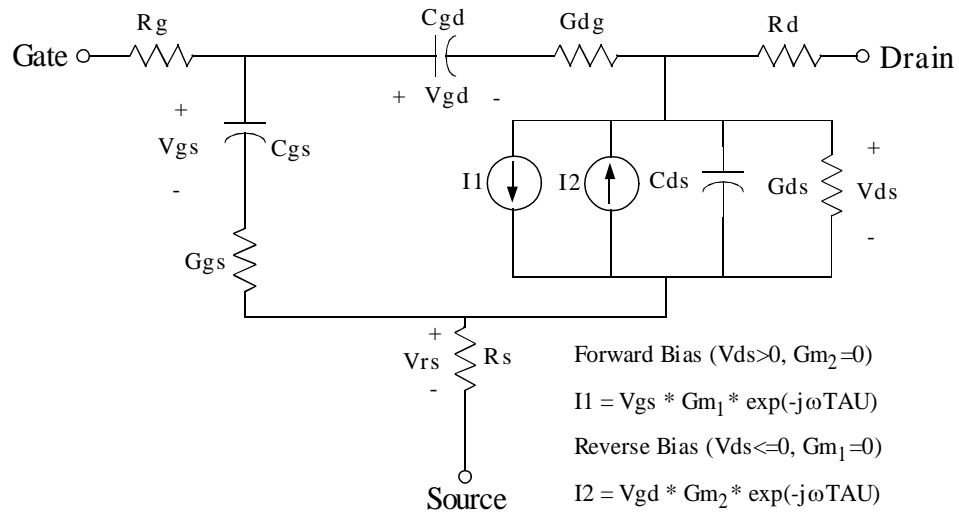 Cgd
Rg
Gdg
Rd
Gate
Drain
+ Vgd -
+
Vgs
-
Cgs
I1
I2
Cds
Gds
+
Vds
-
Ggs
+
Vrs
-
Rs
Forward Bias (Vds>0, Gm2=0)
I1 = Vgs * Gm1 * exp(-jωTAU)
Reverse Bias (Vds<=0, Gm1=0)
I2 = Vgd * Gm2 * exp(-jωTAU)
Source